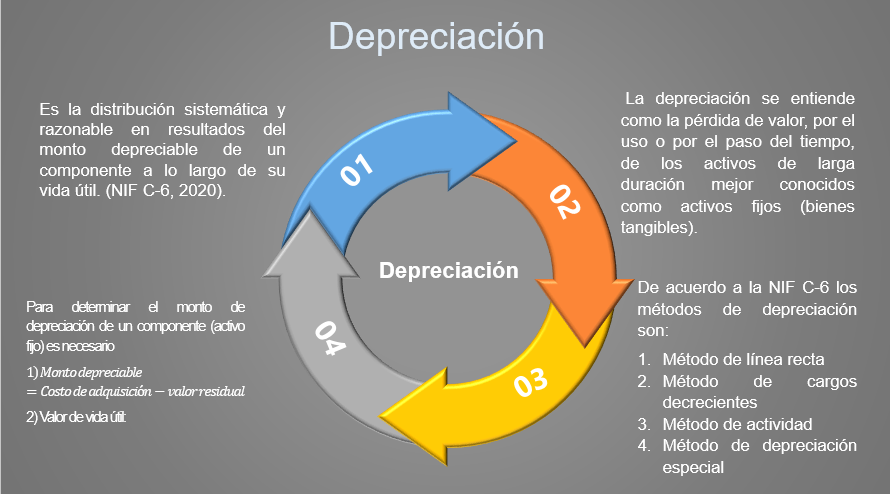 Depreciación
Es la distribución sistemática y
razonable en resultados del
monto depreciable de un
componente a lo largo de su
vida útil. (NIF C-6, 2020).
01
La depreciación se entiende
como la pérdida de valor, por el
uso o por el paso del tiempo,
de los activos de larga
duración mejor conocidos
como activos fijos (bienes
tangibles).
02
Depreciación
De acuerdo a la NIF C-6 los
métodos de depreciación
son:
1. Método de línea recta
2. Método de cargos
decrecientes
3. Método de actividad
4. Método de depreciación
especial
03
Para determinar el monto de
depreciación de un componente (activo
fijo) es necesario
1) Monto depreciable
= Costo de adquisición − valor residual
2) Valor de vida útil:
04